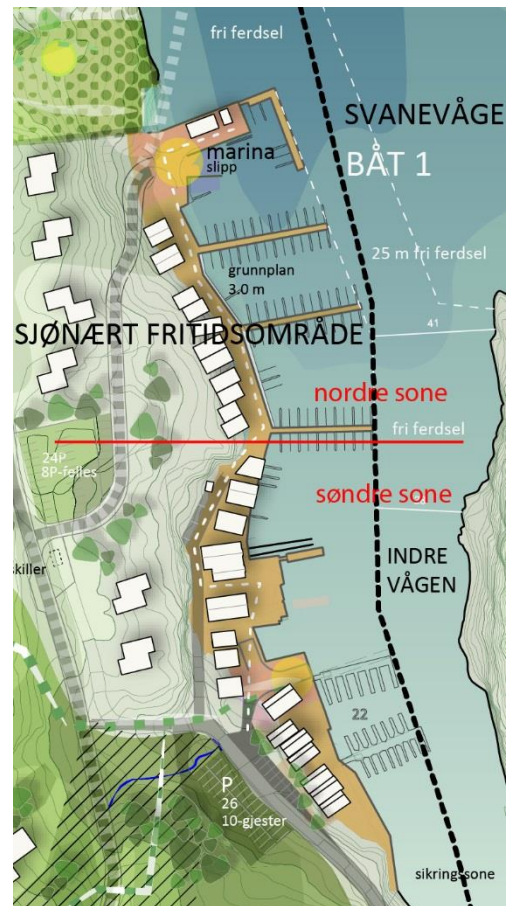 fri ferdsel
SVANEVÅGE
BÅT 1
marina
slipp
25 m fri ferdsel
grunnplan
3.0 m
SJØNÆRT FRITIDSOMRÅDE
41
nordre sone
fri ferdsel
24P
8P-felles
søndre sone
INDRE
VÅGEN
skiller
22
P
26
10-gjester
sikringssone